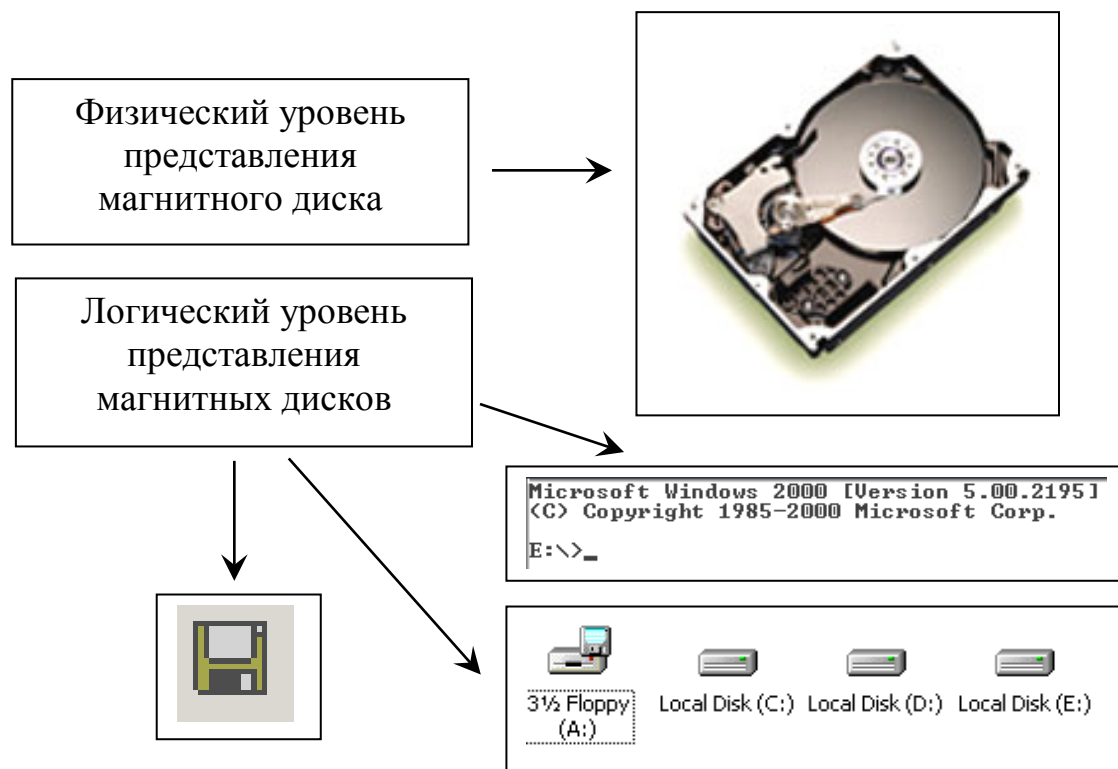 Физический уровень
представления
магнитного диска
Логический уровень
представления
магнитных дисков
Microsoft Windows 2000 [Version 5.00.2195]
(C) Copyright 1985-2000 Microsoft Corp.
E:\>_
3½ Floppy
(A:)
Local Disk (C:)
Local Disk (D:)
Local Disk (E:)